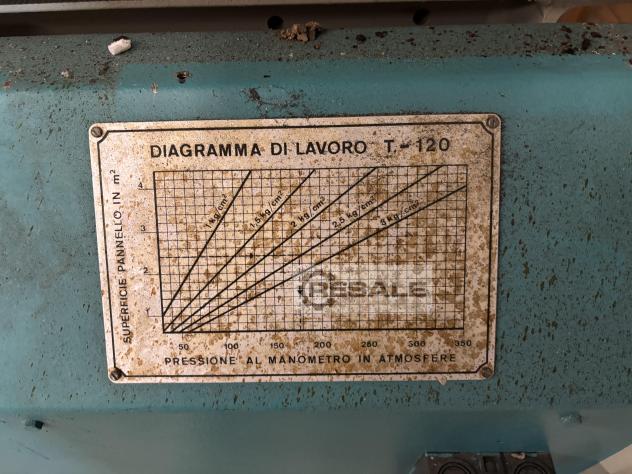 DIAGRAMMA DI LAVORO T.-120
SUPERFICIE PANNELLO IN m²
4
3
2
1
1 kg/cm²
1,5 kg/cm²
2 kg/cm²
2,5 kg/cm²
3 kg/cm²
RESALE
50 100 150 200 250 300 350
PRESSIONE AL MANOMETRO IN ATMOSFERE